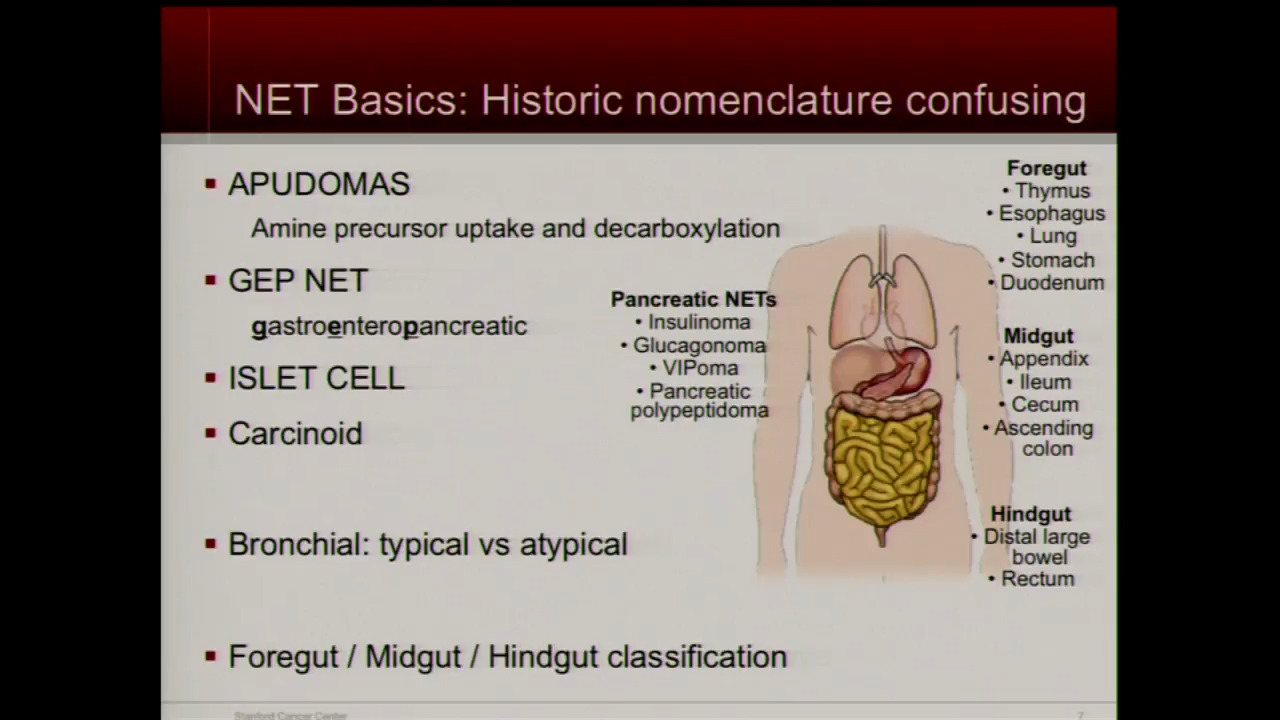 NET Basics: Historic nomenclature confusing
▪ APUDOMAS
Amine precursor uptake and decarboxylation
▪ GEP NET
gastroenteropancreatic
▪ ISLET CELL
▪ Carcinoid
▪ Bronchial: typical vs atypical
▪ Foregut / Midgut / Hindgut classification
Pancreatic NETs
• Insulinoma
• Glucagonoma
• VIPoma
• Pancreatic
polypeptidoma
Foregut
• Thymus
• Esophagus
• Lung
• Stomach
• Duodenum
Midgut
• Appendix
• Ileum
• Cecum
• Ascending
colon
Hindgut
• Distal large
bowel
• Rectum
Stanford Cancer Center
7